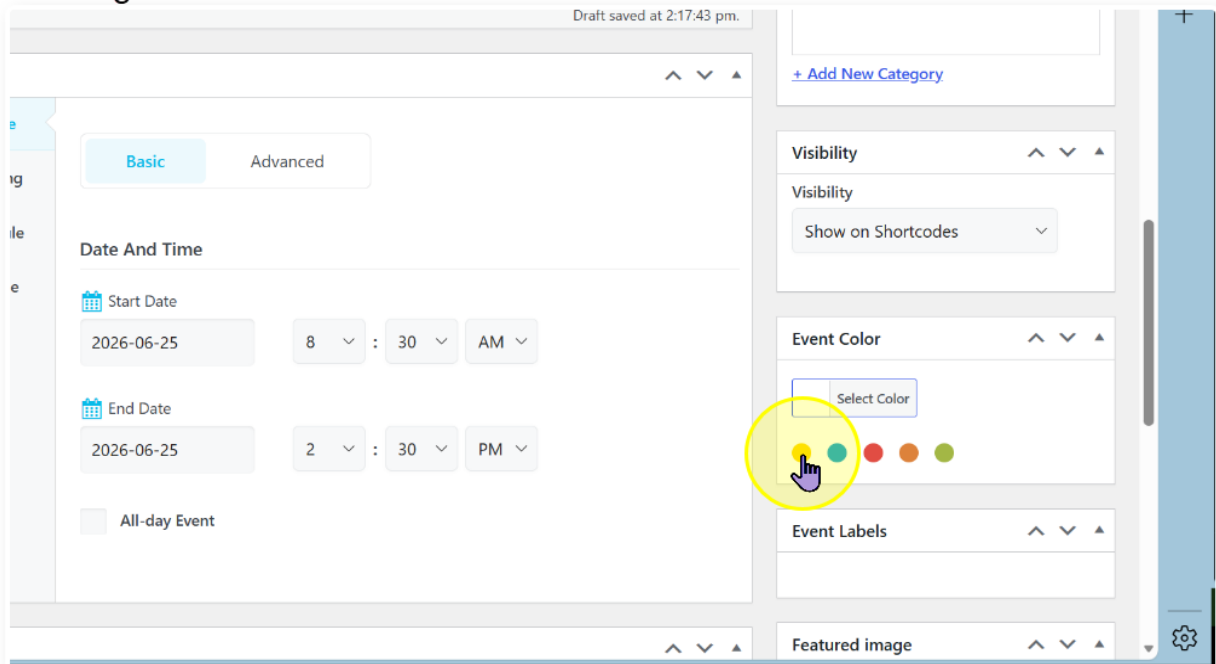 Draft saved at 2:17:43 pm.
+ Add New Category
Basic
Advanced
Date And Time
Start Date
2026-06-25
8
:
30
AM
End Date
2026-06-25
2
:
30
PM
All-day Event
Visibility
Visibility
Show on Shortcodes
Event Color
Select Color
Event Labels
Featured image